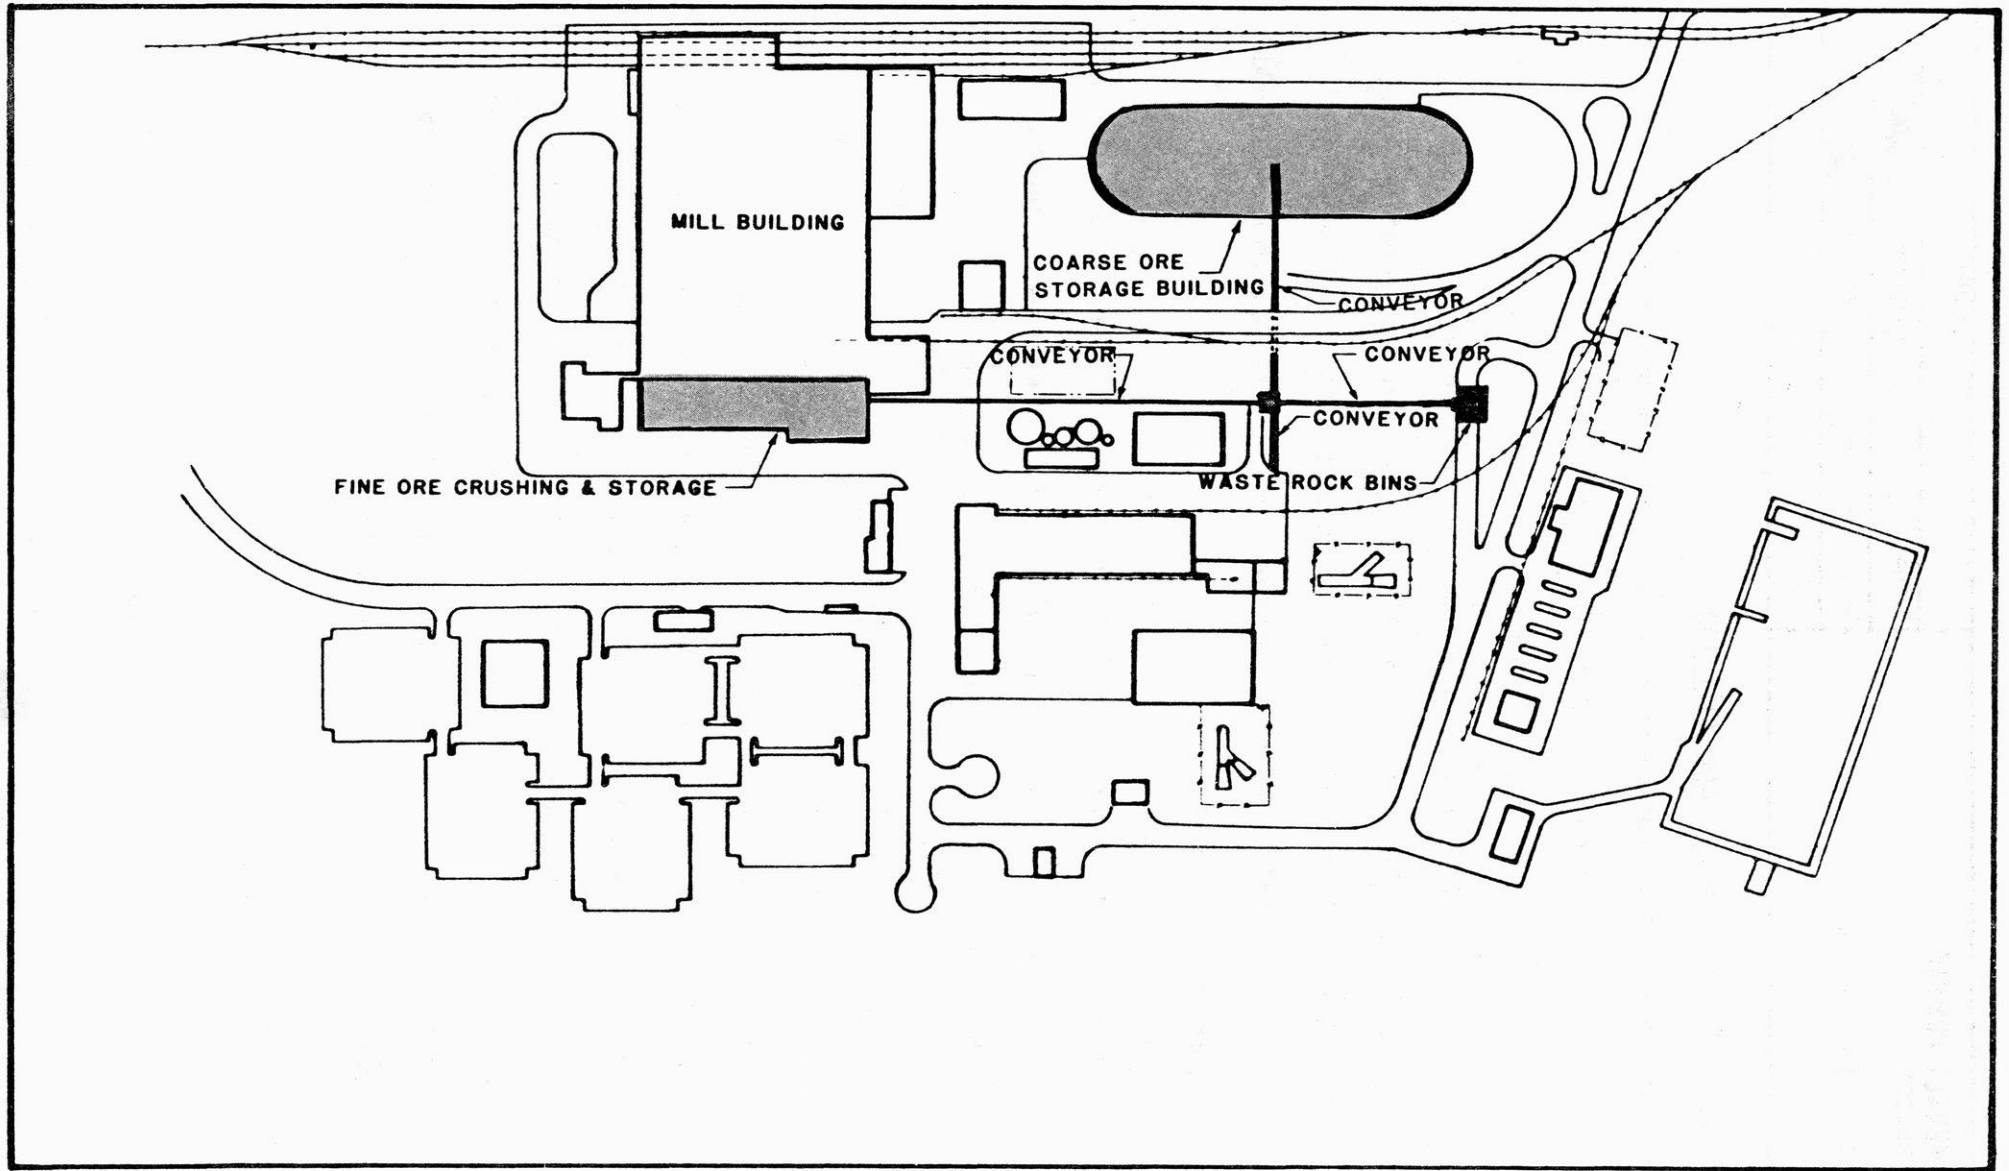 MILL BUILDING
COARSE ORE
STORAGE BUILDING
CONVEYOR
CONVEYOR
CONVEYOR
CONVEYOR
WASTE ROCK BINS
FINE ORE CRUSHING & STORAGE